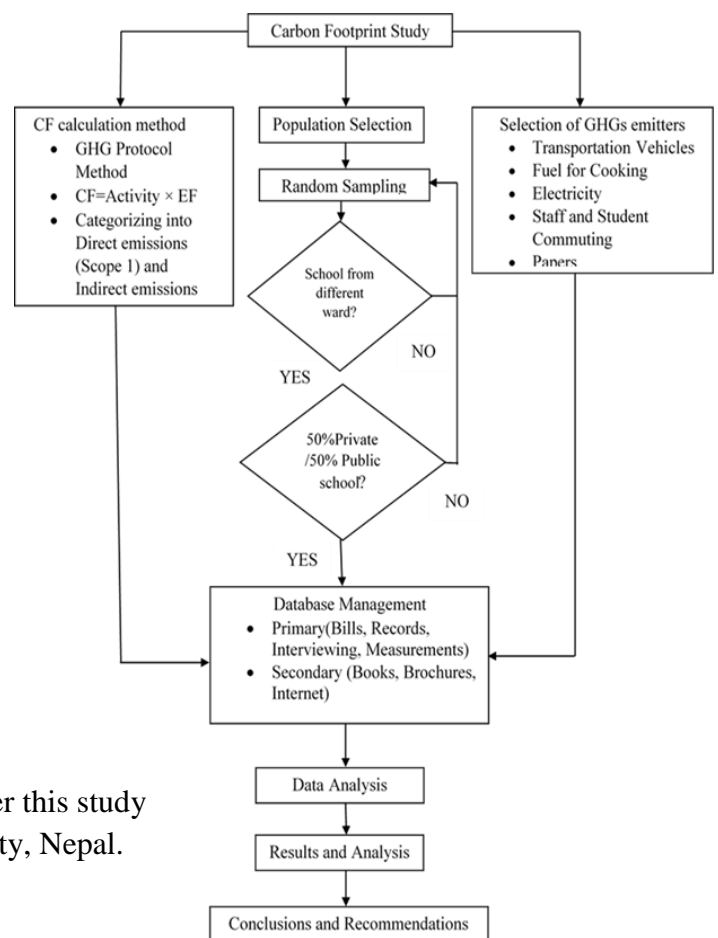 Carbon Footprint Study
CF calculation method
• GHG Protocol
Method
• CF=Activity × EF
• Categorizing into
Direct emissions
(Scope 1) and
Indirect emissions
Population Selection
Random Sampling
School from
different
ward?
NO
YES
50%Private
/50% Public
school?
NO
YES
Selection of GHGs emitters
• Transportation Vehicles
• Fuel for Cooking
• Electricity
• Staff and Student
Commuting
• Papers
Database Management
• Primary(Bills, Records,
Interviewing, Measurements)
• Secondary (Books, Brochures,
Internet)
Data Analysis
Results and Analysis
Conclusions and Recommendations
er this study
ty, Nepal.